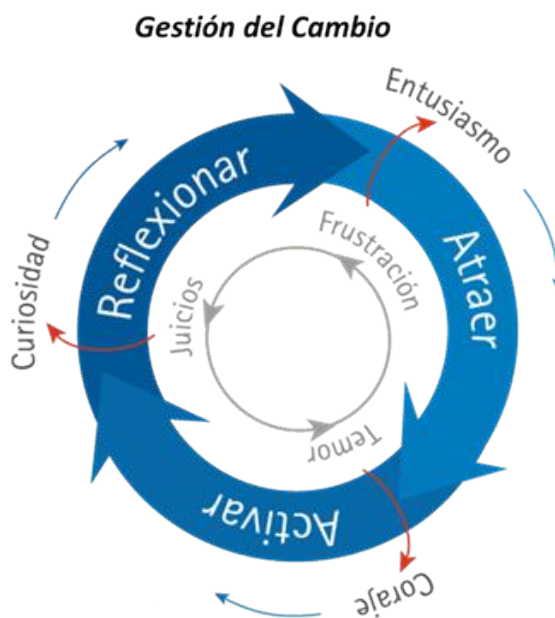 Gestión del Cambio
Entusiasmo
Reflexionar
Atraer
Frustración
Curiosidad
Juicios
Temor
Activar
Coraje